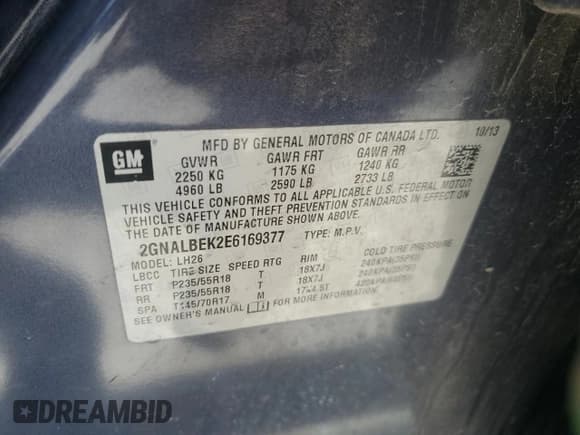 GM
MFD BY GENERAL MOTORS OF CANADA LTD. 10/13
GVWR GAWR FRT GAWR RR
2250 KG 1175 KG 1240 KG
4960 LB 2590 LB 2733 LB
THIS VEHICLE CONFORMS TO ALL APPLICABLE U.S. FEDERAL MOTOR
VEHICLE SAFETY AND THEFT PREVENTION STANDARDS IN EFFECT ON
THE DATE OF MANUFACTURE SHOWN ABOVE.
2GNALBEK2E6169377 TYPE: M.P.V.
MODEL: LH26
LBCC TIRE SIZE SPEED RTG RIM COLD TIRE PRESSURE
FRT P235/55R18 T 18X7J 240KPA(35PSI)
RR P235/55R18 T 18X7J 240KPA(35PSI)
SPA T145/70R17 M
SEE OWNER'S MANUAL FOR MORE INFORMATION.
DREAMBID